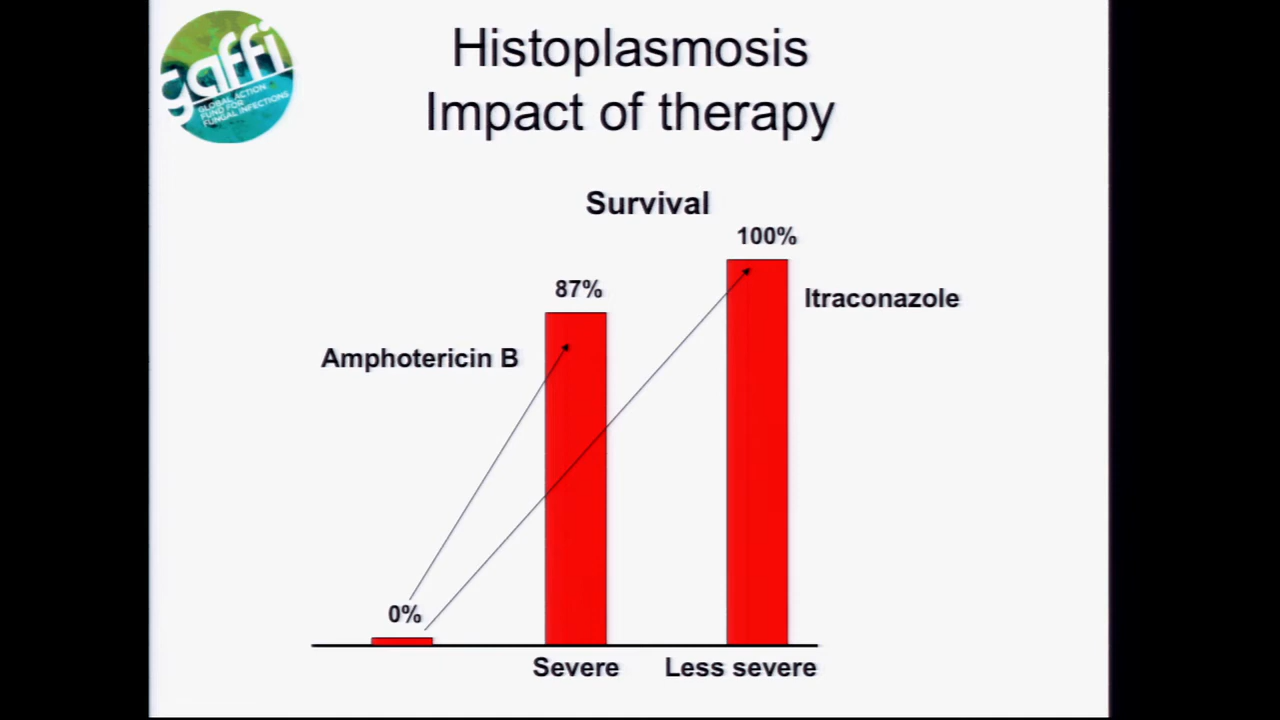 gaffi
GLOBAL ACTION
FUND FOR
FUNGAL INFECTIONS
Histoplasmosis
Impact of therapy
Survival
100%
87%
Itraconazole
Amphotericin B
0%
Severe
Less severe